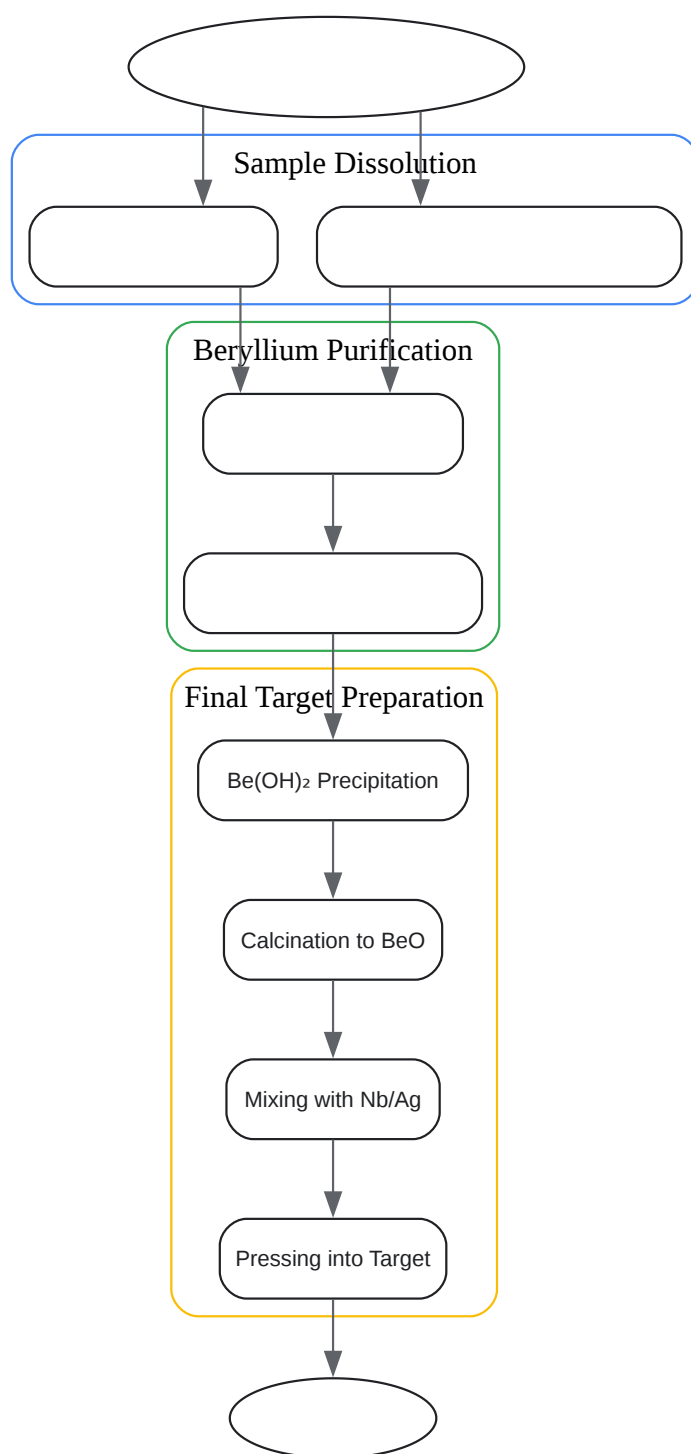 Sample Dissolution
Beryllium Purification
Final Target Preparation
Be(OH)₂ Precipitation
Calcination to BeO
Mixing with Nb/Ag
Pressing into Target